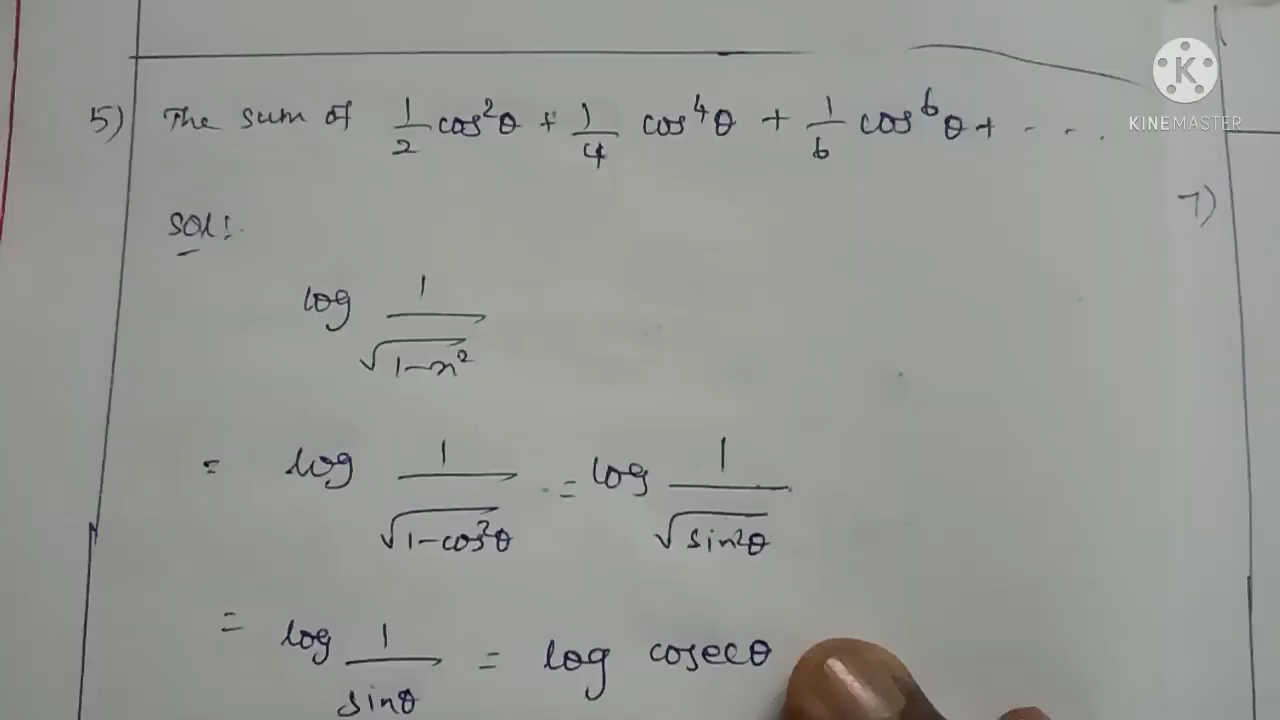 K
KINEMASTER
5) The sum of 1/2 cos²θ + 1/4 cos⁴θ + 1/6 cos⁶θ + - - .
7)
Sol:
log 1/√(1-x²)
= log 1/√(1-cos²θ) = log 1/√(sin²θ)
= log 1/sinθ = log cosecθ